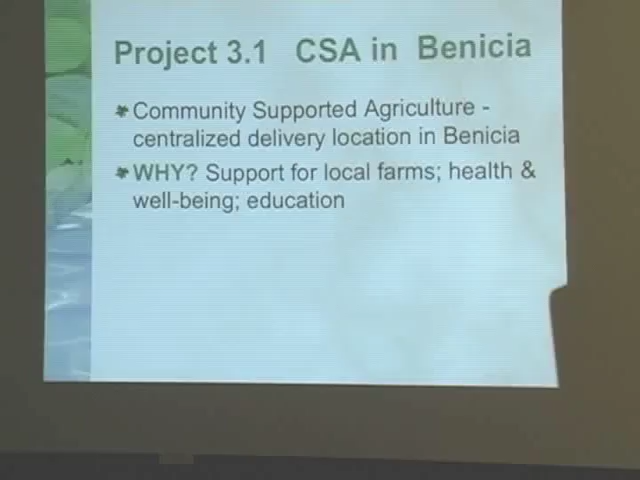 Project 3.1 CSA in Benicia
Community Supported Agriculture -
centralized delivery location in Benicia
WHY? Support for local farms; health &
well-being; education